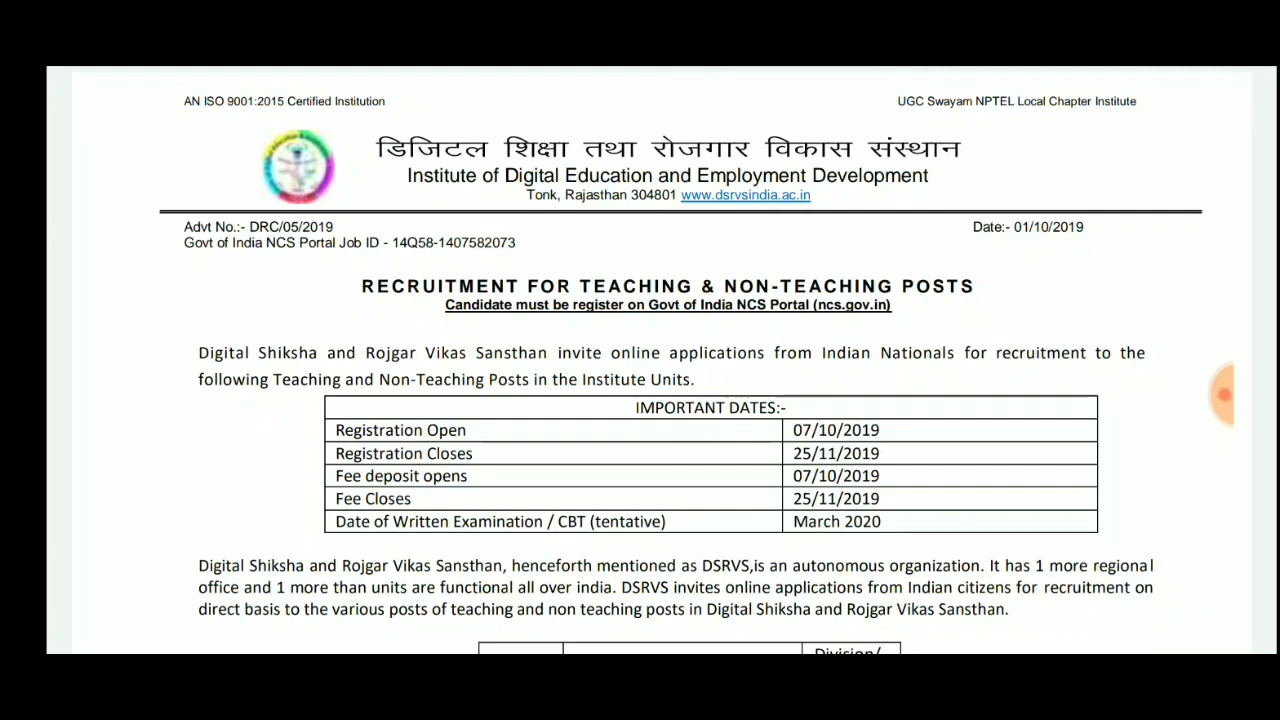 AN ISO 9001:2015 Certified Institution UGC Swayam NPTEL Local Chapter Institute
डिजिटल शिक्षा तथा रोजगार विकास संस्थान
Institute of Digital Education and Employment Development
Tonk, Rajasthan 304801 www.dsrvsindia.ac.in
Advt No.:- DRC/05/2019 Date:- 01/10/2019
Govt of India NCS Portal Job ID - 14Q58-1407582073
RECRUITMENT FOR TEACHING & NON-TEACHING POSTS
Candidate must be register on Govt of India NCS Portal (ncs.gov.in)
Digital Shiksha and Rojgar Vikas Sansthan invite online applications from Indian Nationals for recruitment to the
following Teaching and Non-Teaching Posts in the Institute Units.
IMPORTANT DATES:-
Registration Open 07/10/2019
Registration Closes 25/11/2019
Fee deposit opens 07/10/2019
Fee Closes 25/11/2019
Date of Written Examination / CBT (tentative) March 2020
Digital Shiksha and Rojgar Vikas Sansthan, henceforth mentioned as DSRVS,is an autonomous organization. It has 1 more regional
office and 1 more than units are functional all over india. DSRVS invites online applications from Indian citizens for recruitment on
direct basis to the various posts of teaching and non teaching posts in Digital Shiksha and Rojgar Vikas Sansthan.
Division/